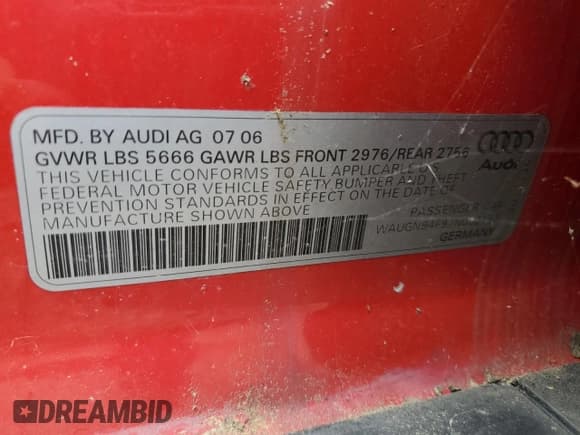 MFD. BY AUDI AG 07 06
GVWR LBS 5666 GAWR LBS FRONT 2976/REAR 2756
THIS VEHICLE CONFORMS TO ALL APPLICABLE U.S.
FEDERAL MOTOR VEHICLE SAFETY, BUMPER AND THEFT
PREVENTION STANDARDS IN EFFECT ON THE DATE OF
MANUFACTURE SHOWN ABOVE
Audi
PASSENGER
GERMANY
DREAMBID